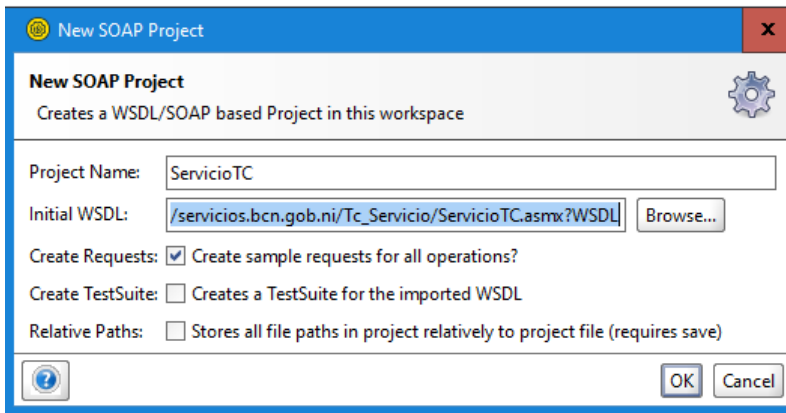 New SOAP Project
x
New SOAP Project
Creates a WSDL/SOAP based Project in this workspace
Project Name: ServicioTC
Initial WSDL: /servicios.bcn.gob.ni/Tc_Servicio/ServicioTC.asmx?WSDL Browse...
Create Requests: Create sample requests for all operations?
Create TestSuite: Creates a TestSuite for the imported WSDL
Relative Paths: Stores all file paths in project relatively to project file (requires save)
? OK Cancel